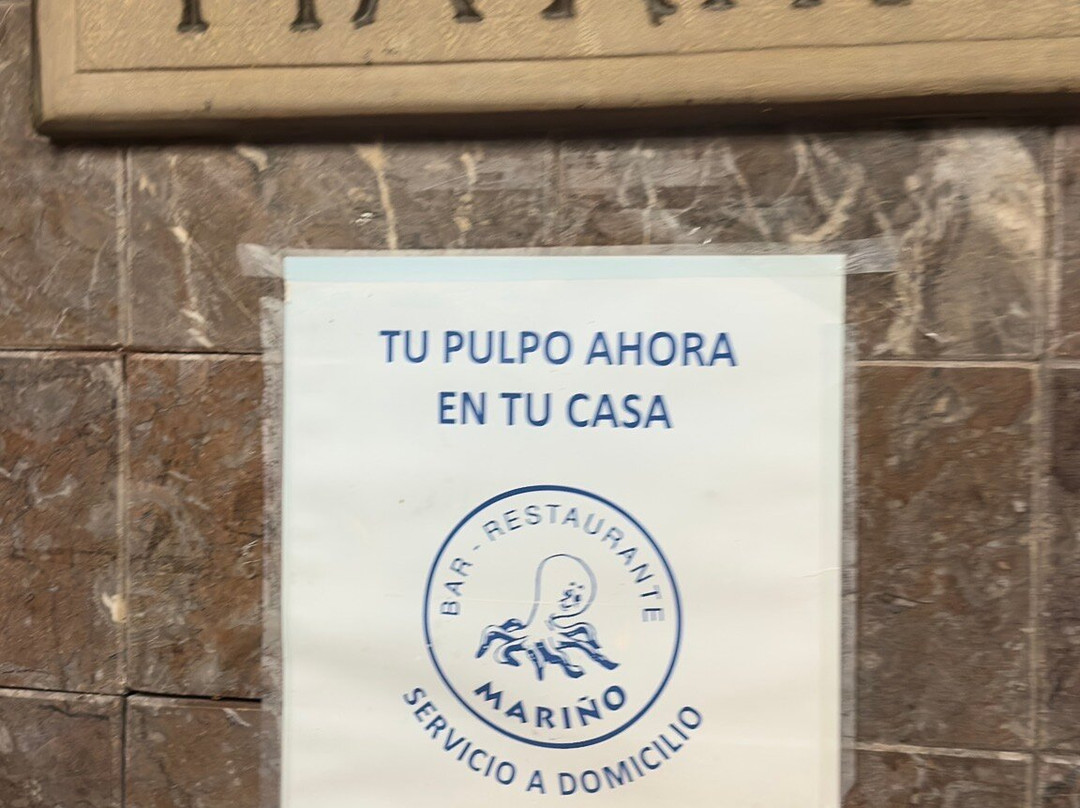 TU PULPO AHORA
EN TU CASA
BAR - RESTAURANTE
MARIÑO
SERVICIO A DOMICILIO